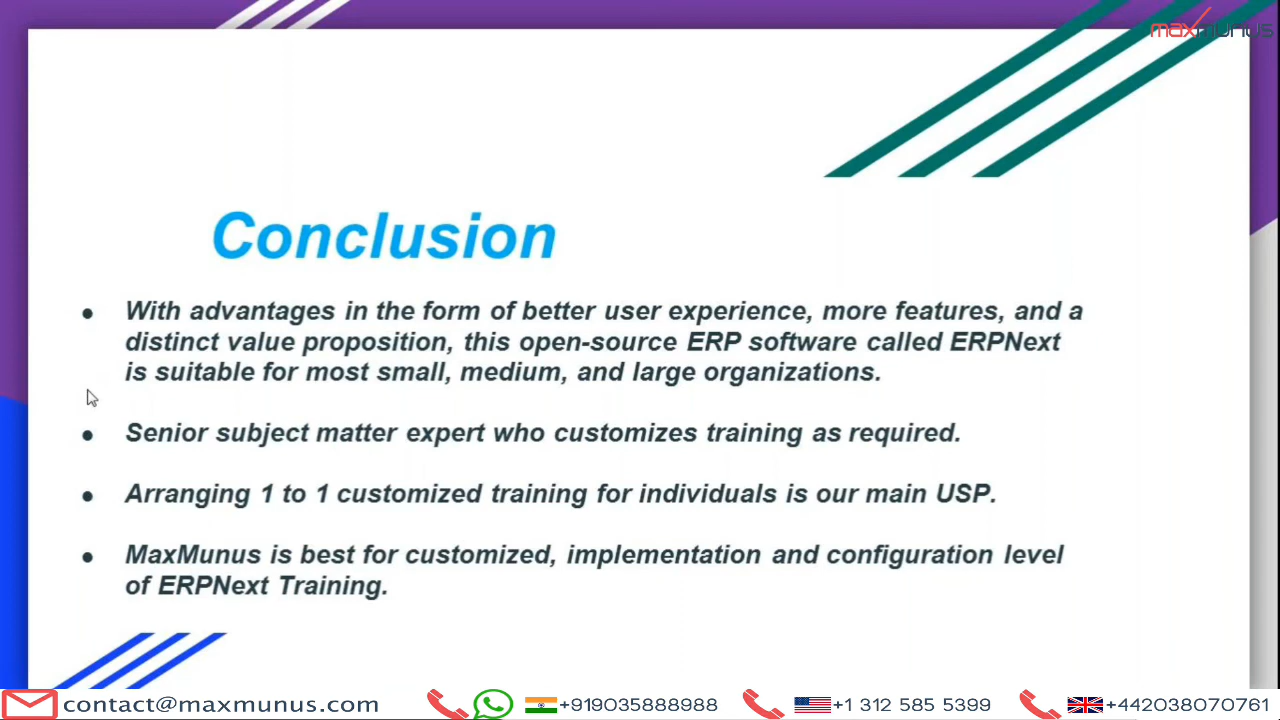 maxmunus
Conclusion
● With advantages in the form of better user experience, more features, and a
distinct value proposition, this open-source ERP software called ERPNext
is suitable for most small, medium, and large organizations.
● Senior subject matter expert who customizes training as required.
● Arranging 1 to 1 customized training for individuals is our main USP.
● MaxMunus is best for customized, implementation and configuration level
of ERPNext Training.
contact@maxmunus.com +919035888988 +1 312 585 5399 +442038070761